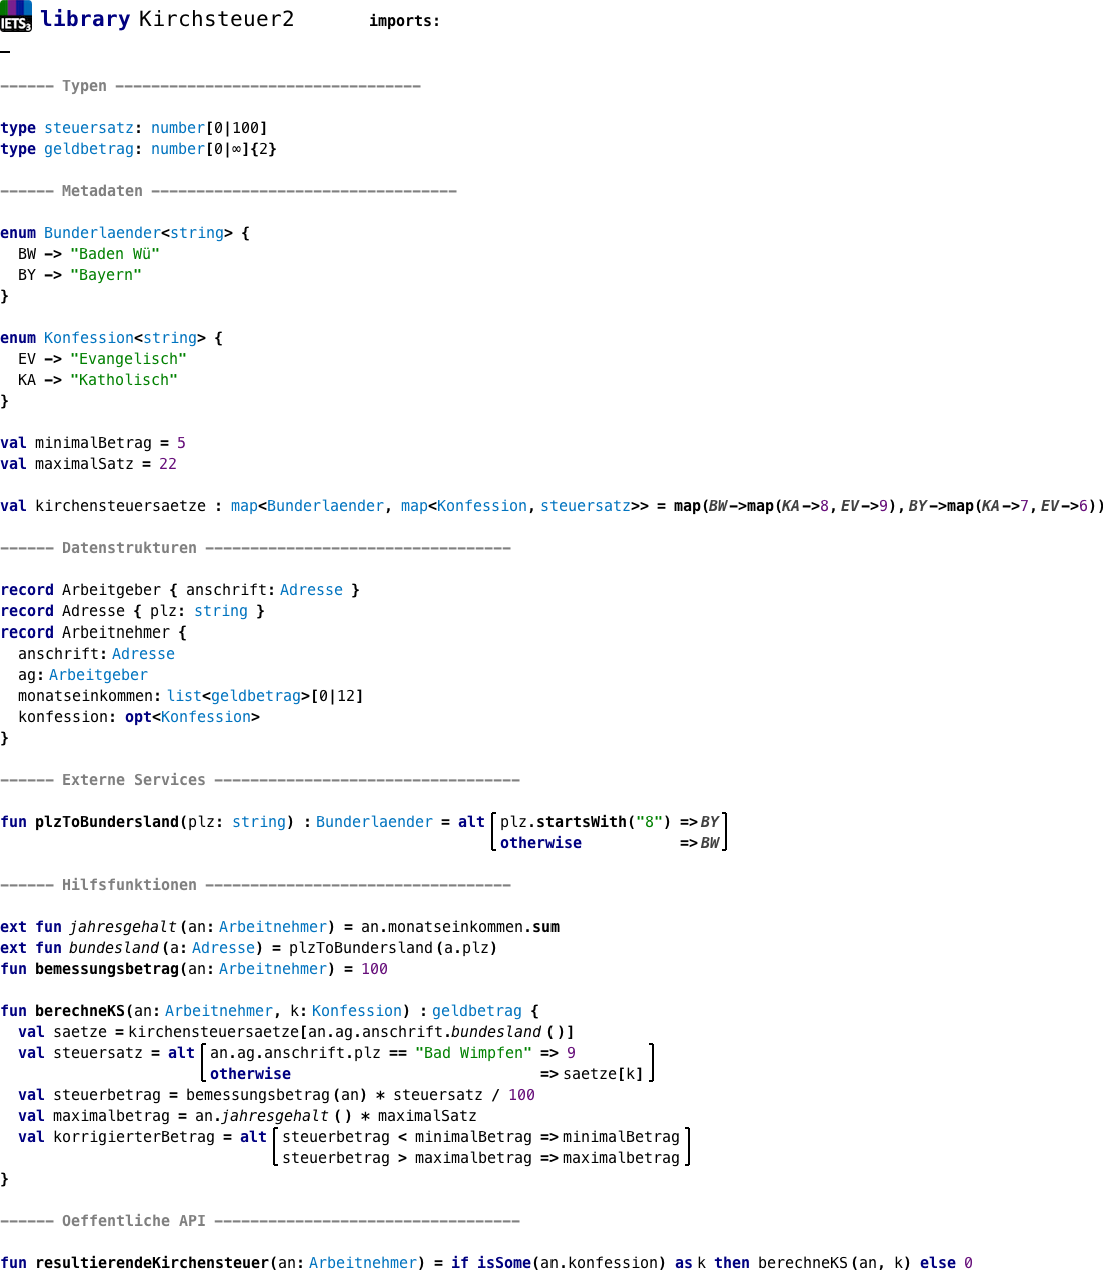 IETS3 library Kirchsteuer2 imports:
------ Typen ----------------------------------
type steuersatz: number[0|100]
type geldbetrag: number[0|∞]{2}
------ Metadaten ----------------------------------
enum Bunderlaender<string> {
BW -> "Baden Wü"
BY -> "Bayern"
}
enum Konfession<string> {
EV -> "Evangelisch"
KA -> "Katholisch"
}
val minimalBetrag = 5
val maximalSatz = 22
val kirchensteuersaetze : map<Bunderlaender, map<Konfession, steuersatz>> = map(BW->map(KA->8, EV->9), BY->map(KA->7, EV->6))
------ Datenstrukturen ----------------------------------
record Arbeitgeber { anschrift: Adresse }
record Adresse { plz: string }
record Arbeitnehmer {
anschrift: Adresse
ag: Arbeitgeber
monatseinkommen: list<geldbetrag>[0|12]
konfession: opt<Konfession>
}
------ Externe Services ----------------------------------
fun plzToBundersland(plz: string) : Bunderlaender = alt plz.startsWith("8") => BY
otherwise => BW
------ Hilfsfunktionen ----------------------------------
ext fun jahresgehalt(an: Arbeitnehmer) = an.monatseinkommen.sum
ext fun bundesland(a: Adresse) = plzToBundersland(a.plz)
fun bemessungsbetrag(an: Arbeitnehmer) = 100
fun berechneKS(an: Arbeitnehmer, k: Konfession) : geldbetrag {
val saetze = kirchensteuersaetze[an.ag.anschrift.bundesland()]
val steuersatz = alt an.ag.anschrift.plz == "Bad Wimpfen" => 9
otherwise => saetze[k]
val steuerbetrag = bemessungsbetrag(an) * steuersatz / 100
val maximalbetrag = an.jahresgehalt() * maximalSatz
val korrigierterBetrag = alt steuerbetrag < minimalBetrag => minimalBetrag
steuerbetrag > maximalbetrag => maximalbetrag
}
------ Oeffentliche API ----------------------------------
fun resultierendeKirchensteuer(an: Arbeitnehmer) = if isSome(an.konfession) as k then berechneKS(an, k) else 0